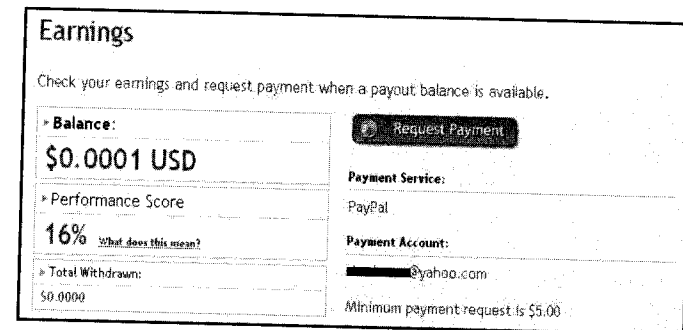 Earnings
Check your earnings and request payment when a payout balance is available.
Balance:
$0.0001 USD
Performance Score
16% What does this mean?
Total Withdrawn:
$0.0000
Request Payment
Payment Service:
PayPal
Payment Account:
@yahoo.com
Minimum payment request is $5.00